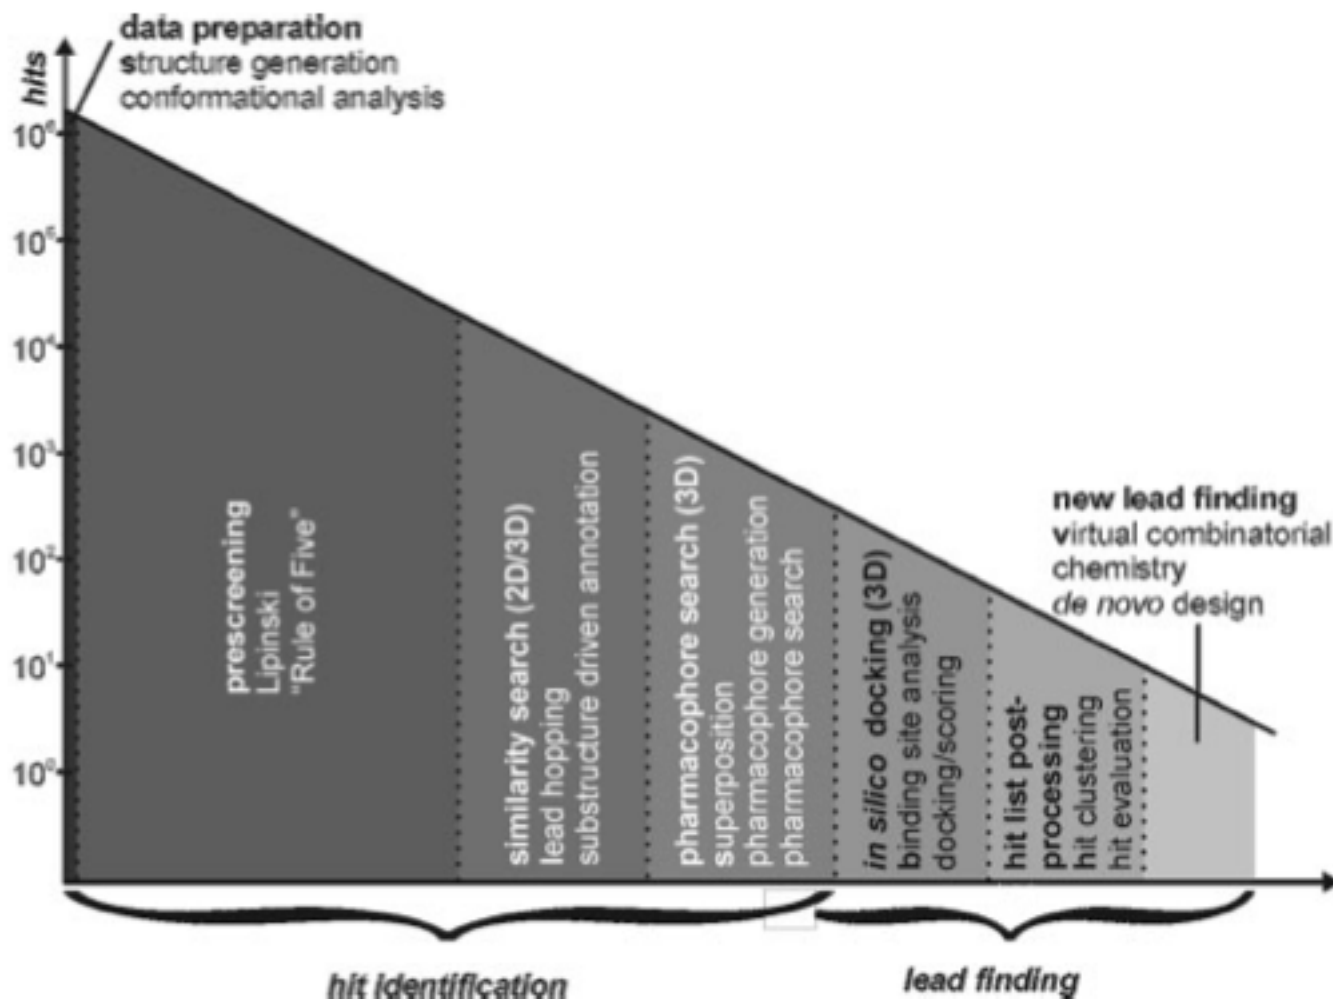 data preparation
structure generation
conformational analysis
hits
10⁶
10⁵
10⁴
10³
10²
10¹
10⁰
prescreening
Lipinski
"Rule of Five"
similarity search (2D/3D)
lead hopping
substructure driven annotation
pharmacophore search (3D)
superposition
pharmacophore generation
pharmacophore search
in silico docking (3D)
binding site analysis
docking/scoring
hit list post-
processing
hit clustering
hit evaluation
new lead finding
virtual combinatorial
chemistry
de novo design
hit identification
lead finding